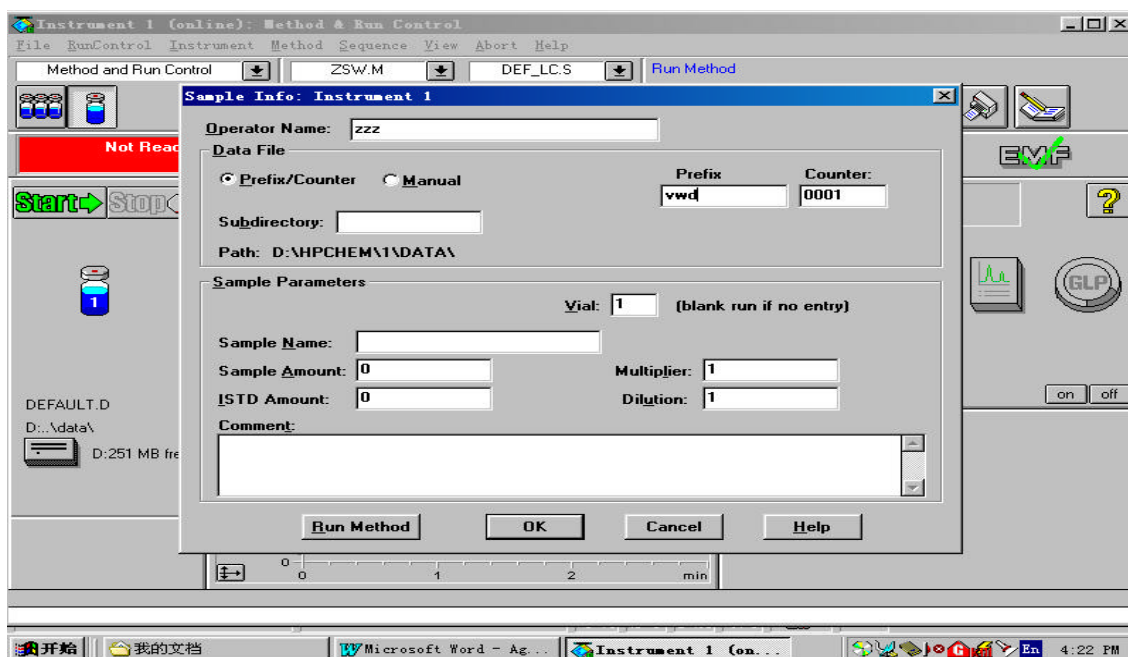 Instrument 1 (online): Method & Run Control
File RunControl Instrument Method Sequence View Abort Help
Method and Run Control ZSW.M DEF_LC.S Run Method
Sample Info: Instrument 1
Operator Name: zzz
Not Read
EMF
Data File
Prefix/Counter Manual Prefix Counter:
vwd 0001
Start Stop
Subdirectory:
Path: D:\HPCHEM\1\DATA\
Sample Parameters
1
GLP
Vial: 1 (blank run if no entry)
Sample Name:
Sample Amount: 0 Multiplier: 1
ISTD Amount: 0 Dilution: 1
on off
DEFAULT.D
D:..\data\
D:251 MB fre
Comment:
Run Method OK Cancel Help
0
0 1 2 min
开始 我的文档 Microsoft Word - Ag... Instrument 1 (on... En 4:22 PM